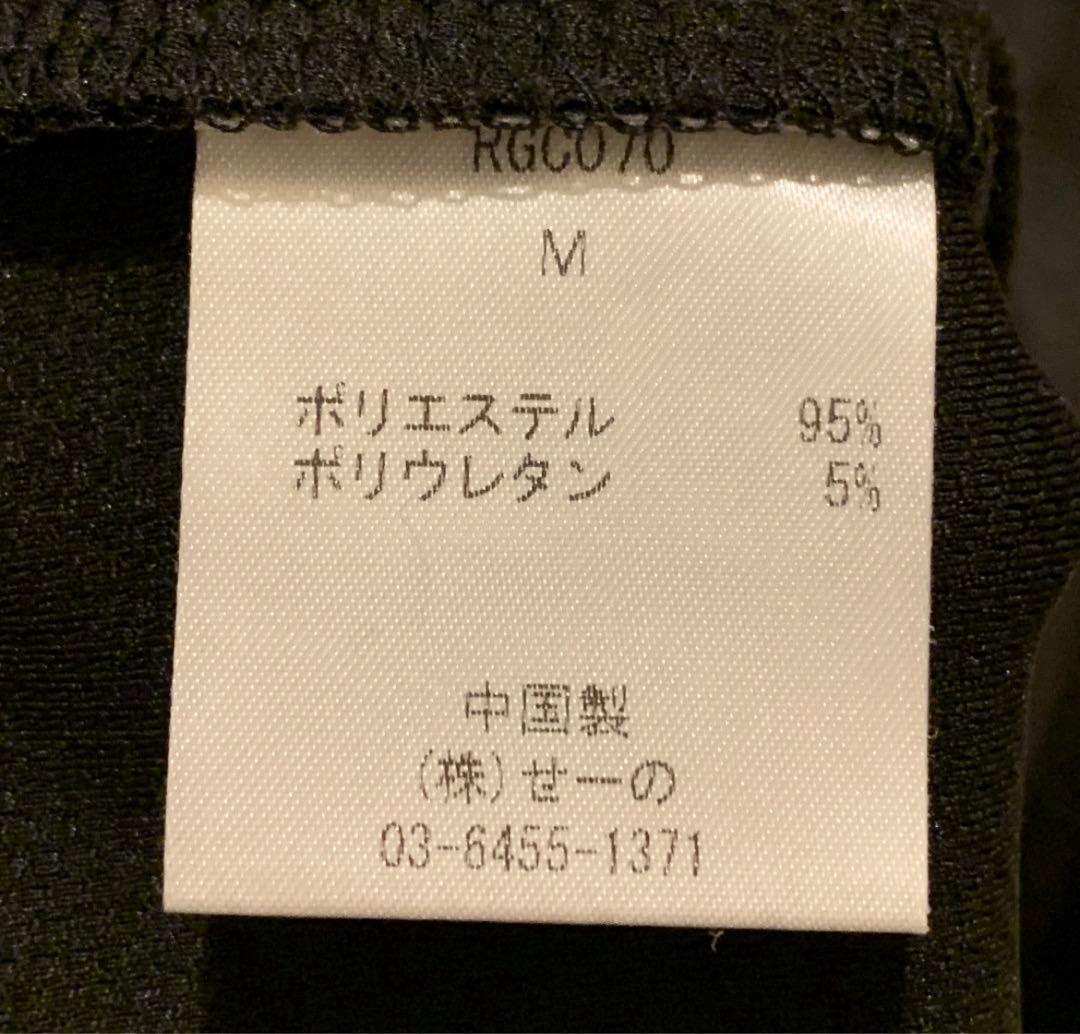 RGC070
M
ポリエステル 95%
ポリウレタン 5%
中国製
(株)せーの
03-6455-1371